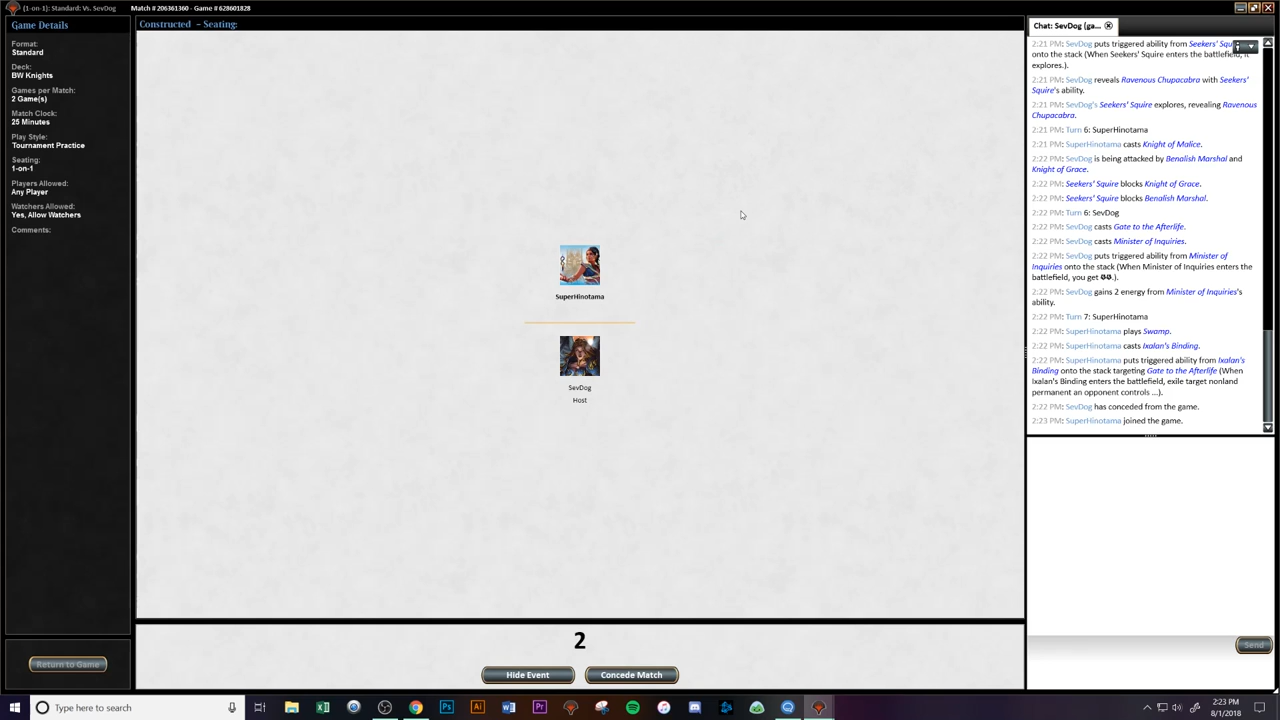 (1-on-1): Standard: Vs. SevDog
Match # 206361360 - Game # 628601828
Game Details
Format:
Standard
Deck:
BW Knights
Games per Match:
2 Game(s)
Match Clock:
25 Minutes
Play Style:
Tournament Practice
Seating:
1-on-1
Players Allowed:
Any Player
Watchers Allowed:
Yes, Allow Watchers
Comments:
Return to Game
Constructed - Seating:
SuperHinotama
SevDog
Host
2
Hide Event
Concede Match
Chat: SevDog (ga...
2:21 PM: SevDog puts triggered ability from Seekers' Squ
onto the stack (When Seekers' Squire enters the battlefield, it
explores.).
2:21 PM: SevDog reveals Ravenous Chupacabra with Seekers'
Squire's ability.
2:21 PM: SevDog's Seekers' Squire explores, revealing Ravenous
Chupacabra.
2:21 PM: Turn 6: SuperHinotama
2:21 PM: SuperHinotama casts Knight of Malice.
2:22 PM: SevDog is being attacked by Benalish Marshal and
Knight of Grace.
2:22 PM: Seekers' Squire blocks Knight of Grace.
2:22 PM: Seekers' Squire blocks Benalish Marshal.
2:22 PM: Turn 6: SevDog
2:22 PM: SevDog casts Gate to the Afterlife.
2:22 PM: SevDog casts Minister of Inquiries.
2:22 PM: SevDog puts triggered ability from Minister of
Inquiries onto the stack (When Minister of Inquiries enters the
battlefield, you get .).
2:22 PM: SevDog gains 2 energy from Minister of Inquiries's
ability.
2:22 PM: Turn 7: SuperHinotama
2:22 PM: SuperHinotama plays Swamp.
2:22 PM: SuperHinotama casts Ixalan's Binding.
2:22 PM: SuperHinotama puts triggered ability from Ixalan's
Binding onto the stack targeting Gate to the Afterlife (When
Ixalan's Binding enters the battlefield, exile target nonland
permanent an opponent controls ...).
2:22 PM: SevDog has conceded from the game.
2:23 PM: SuperHinotama joined the game.
Send
Type here to search
2:23 PM
8/1/2018